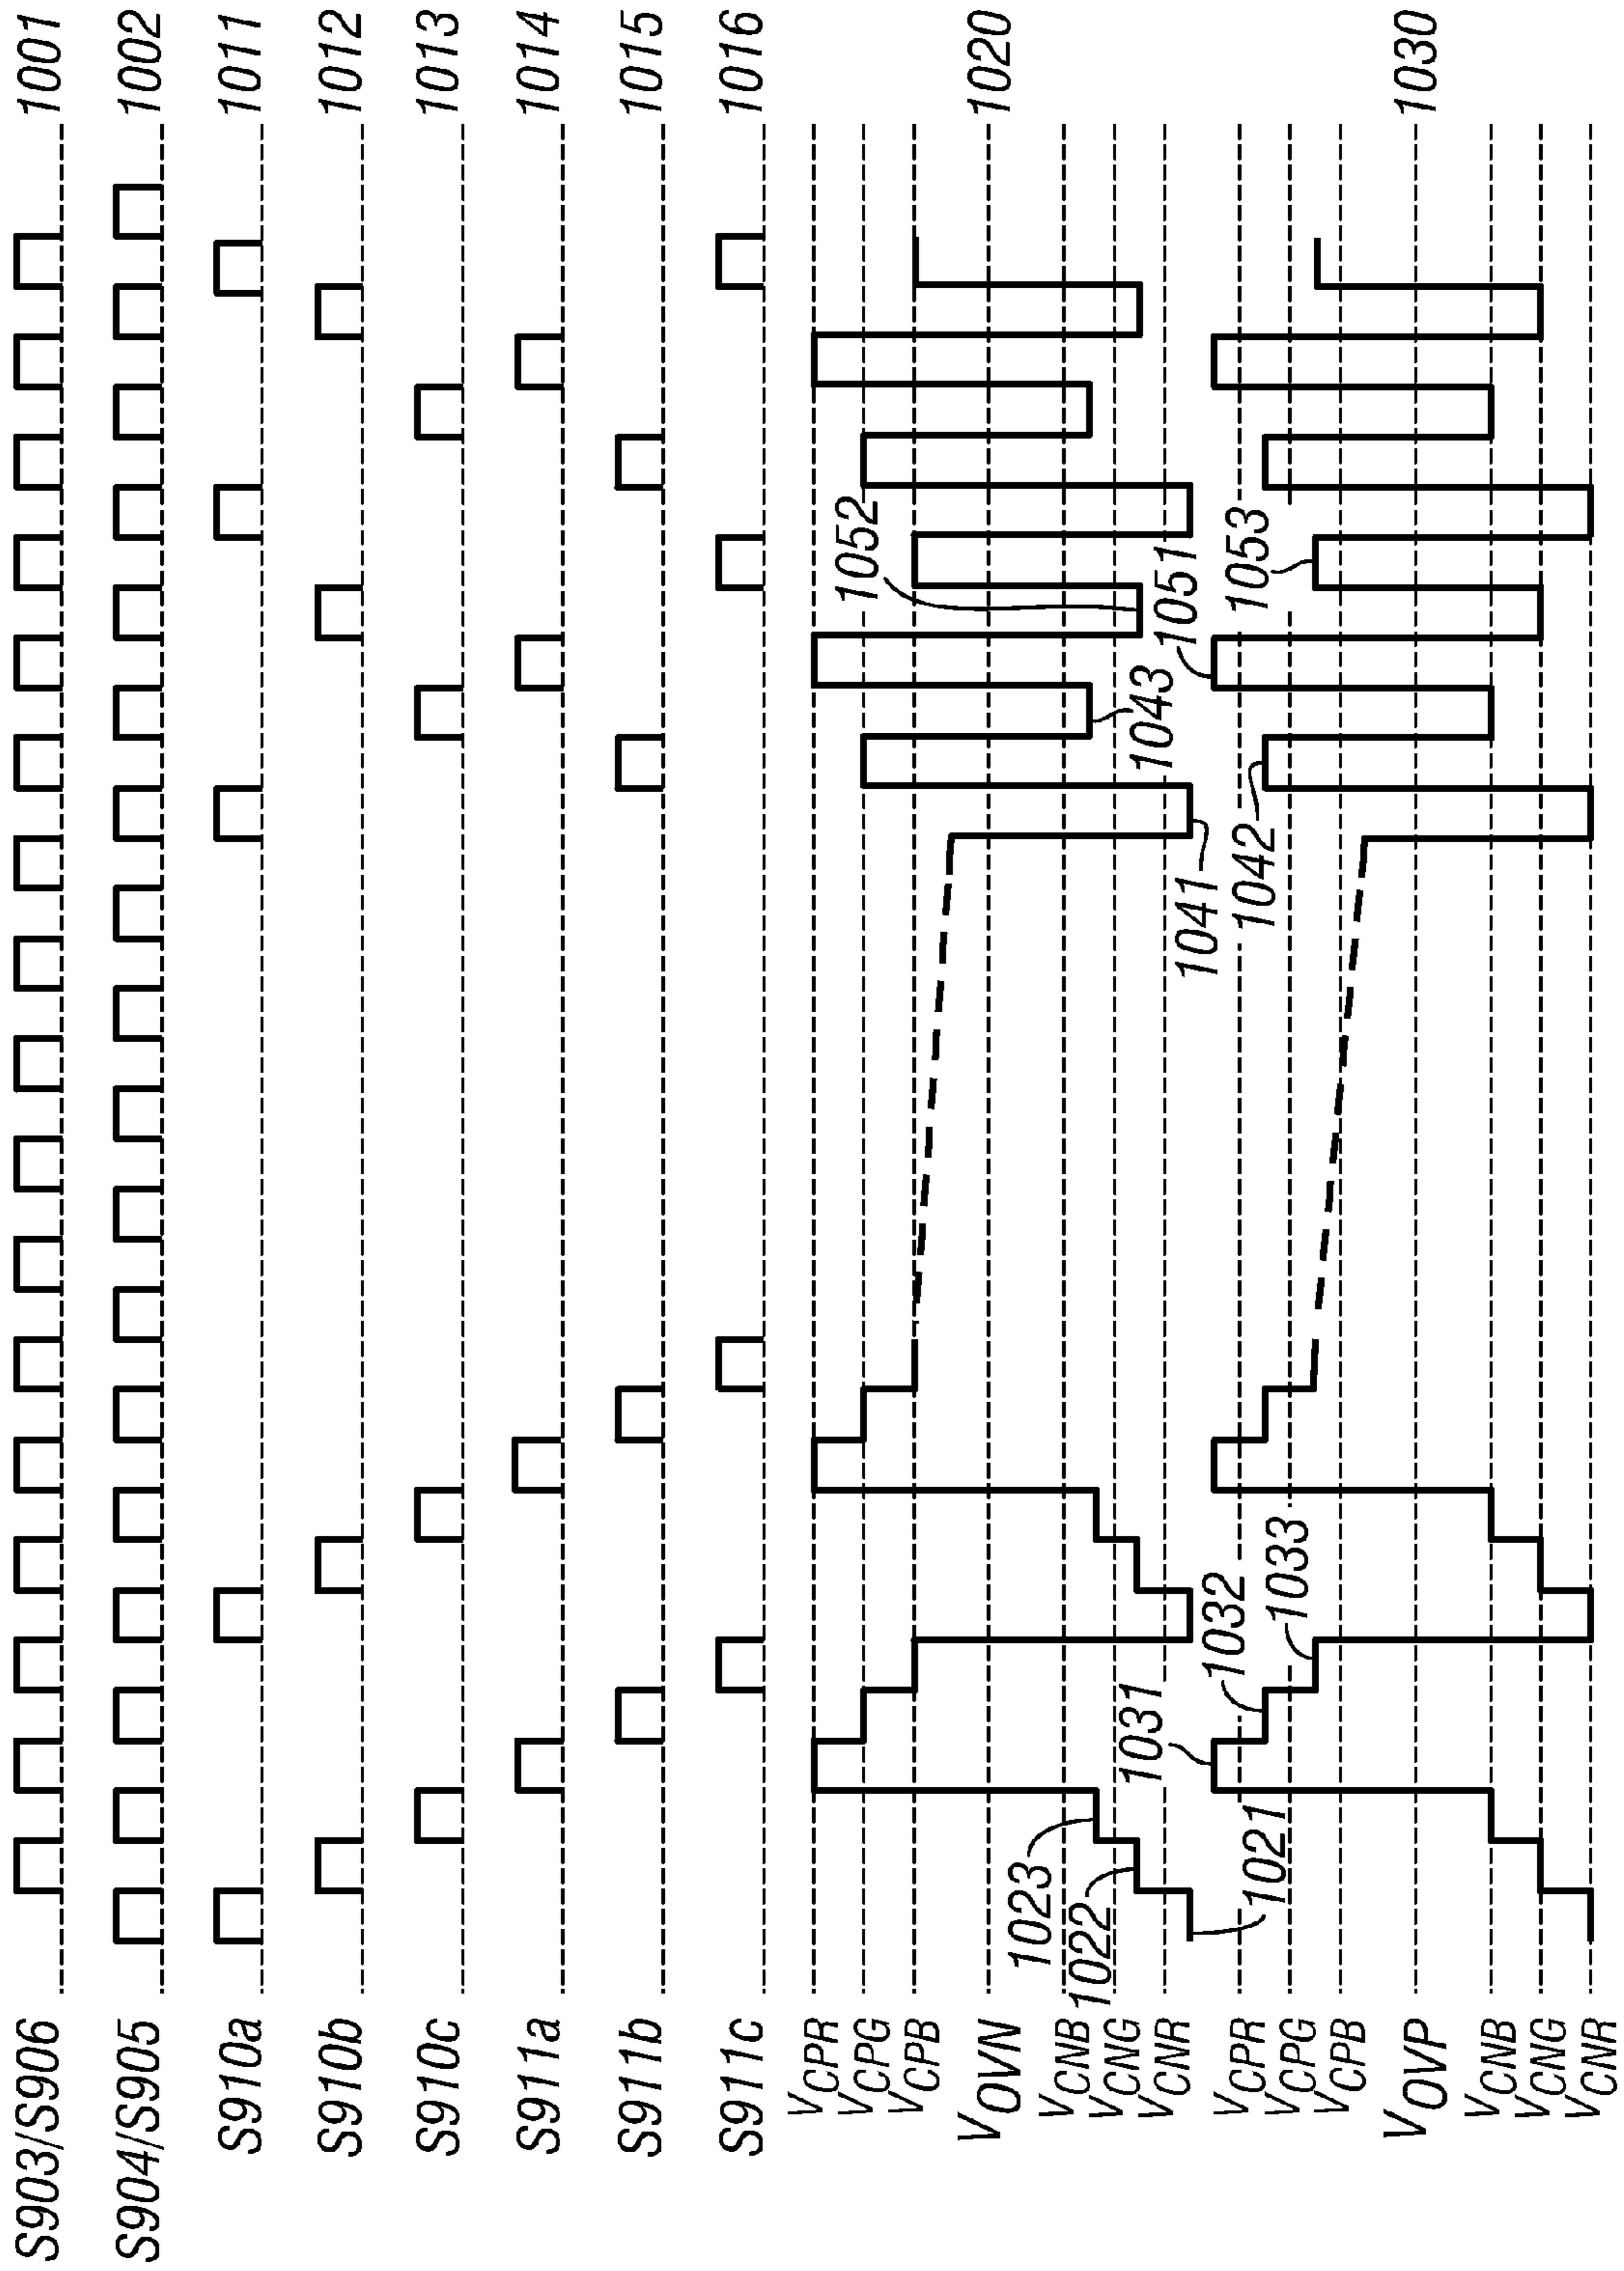 S903/S906 1001
S904/S905 1002
S910a 1011
S910b 1012
S910c 1013
S911a 1014
S911b 1015
S911c 1016
VCPR
VCPG
VCPB
VOVN 1020
VCNB
VCNG
VCNR
1023
1022
1021
1043
1041
1052
1051
VCPR
VCPG
VCPB
VOVP 1030
VCNB
VCNG
VCNR
1031
1032
1033
1042
1053